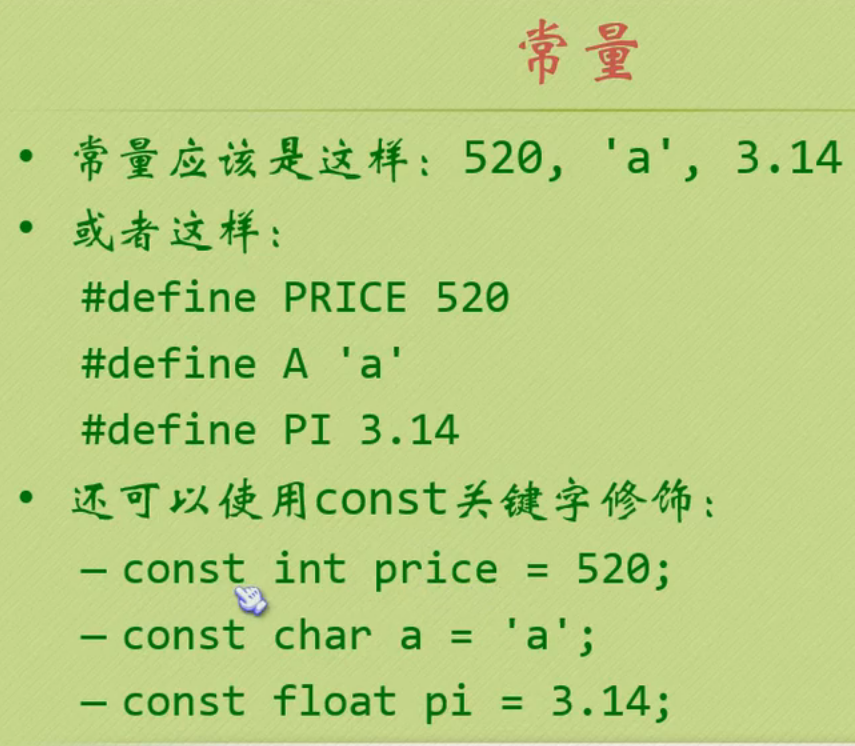 常量
• 常量应该是这样：520, 'a', 3.14
• 或者这样：
#define PRICE 520
#define A 'a'
#define PI 3.14
• 还可以使用const关键字修饰：
– const int price = 520;
– const char a = 'a';
– const float pi = 3.14;